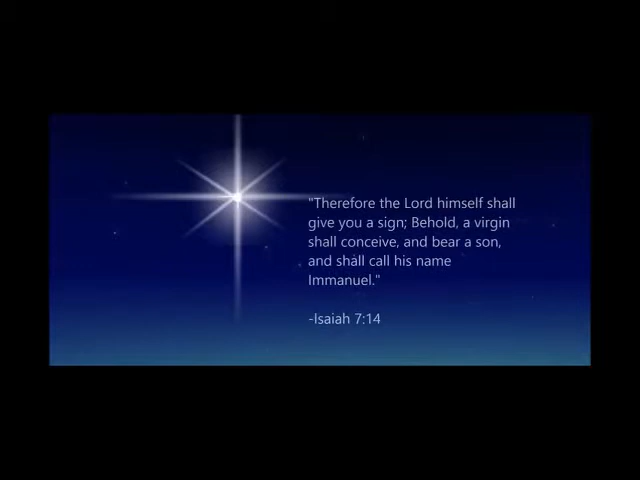 "Therefore the Lord himself shall
give you a sign; Behold, a virgin
shall conceive, and bear a son,
and shall call his name
Immanuel."
-Isaiah 7:14